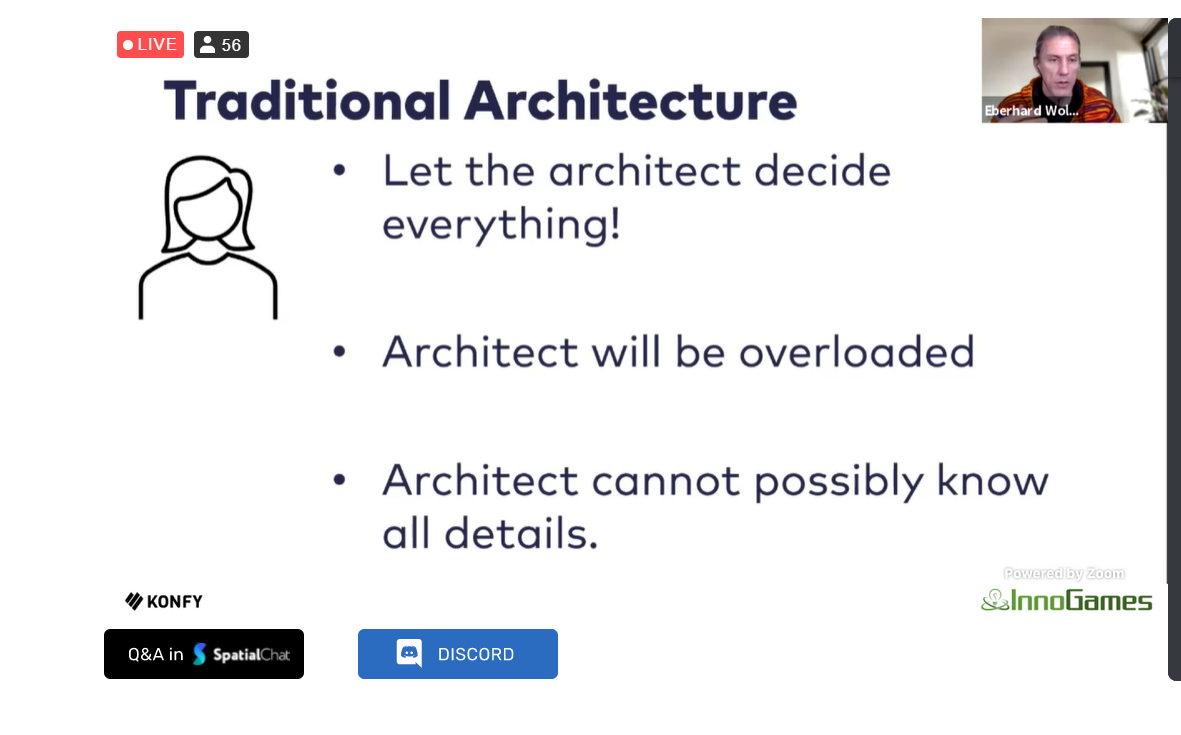 LIVE
56
Traditional Architecture
Eberhard Wol...
• Let the architect decide
everything!
• Architect will be overloaded
• Architect cannot possibly know
all details.
Powered by Zoom
KONFY
InnoGames
Q&A in SpatialChat
DISCORD